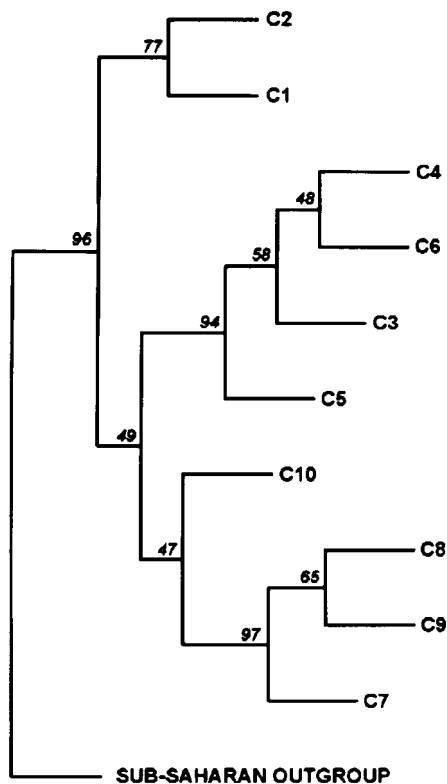 C2
77
C1
C4
48
C6
96
58
C3
94
C5
49
C10
47
C8
65
C9
97
C7
SUB-SAHARAN OUTGROUP